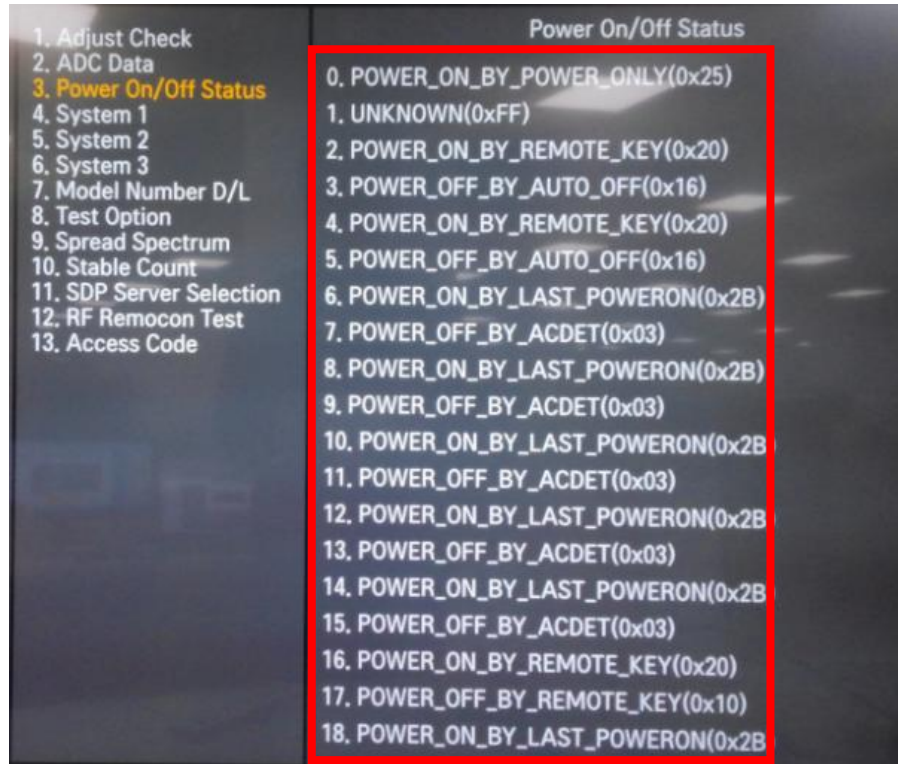 1. Adjust Check
2. ADC Data
3. Power On/Off Status
4. System 1
5. System 2
6. System 3
7. Model Number D/L
8. Test Option
9. Spread Spectrum
10. Stable Count
11. SDP Server Selection
12. RF Remocon Test
13. Access Code
Power On/Off Status
0. POWER_ON_BY_POWER_ONLY(0x25)
1. UNKNOWN(0xFF)
2. POWER_ON_BY_REMOTE_KEY(0x20)
3. POWER_OFF_BY_AUTO_OFF(0x16)
4. POWER_ON_BY_REMOTE_KEY(0x20)
5. POWER_OFF_BY_AUTO_OFF(0x16)
6. POWER_ON_BY_LAST_POWERON(0x2B)
7. POWER_OFF_BY_ACDET(0x03)
8. POWER_ON_BY_LAST_POWERON(0x2B)
9. POWER_OFF_BY_ACDET(0x03)
10. POWER_ON_BY_LAST_POWERON(0x2B)
11. POWER_OFF_BY_ACDET(0x03)
12. POWER_ON_BY_LAST_POWERON(0x2B)
13. POWER_OFF_BY_ACDET(0x03)
14. POWER_ON_BY_LAST_POWERON(0x2B)
15. POWER_OFF_BY_ACDET(0x03)
16. POWER_ON_BY_REMOTE_KEY(0x20)
17. POWER_OFF_BY_REMOTE_KEY(0x10)
18. POWER_ON_BY_LAST_POWERON(0x2B)